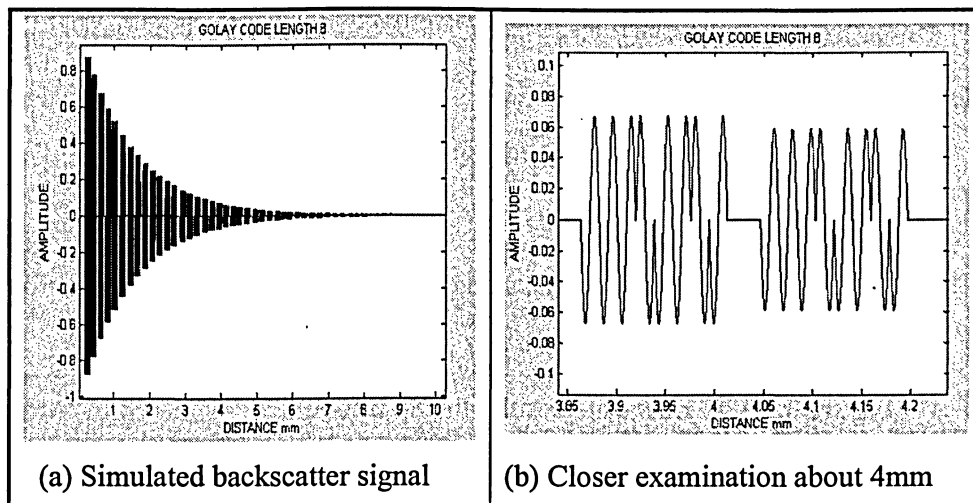 GOLAY CODE LENGTH 8
0.8
0.6
0.4
0.2
0
-0.2
-0.4
-0.6
-0.8
-1
AMPLITUDE
1 2 3 4 5 6 7 8 9 10
DISTANCE mm
(a) Simulated backscatter signal
GOLAY CODE LENGTH 8
0.1
0.08
0.06
0.04
0.02
0
-0.02
-0.04
-0.06
-0.08
-0.1
AMPLITUDE
3.85 3.9 3.95 4 4.05 4.1 4.15 4.2
DISTANCE mm
(b) Closer examination about 4mm